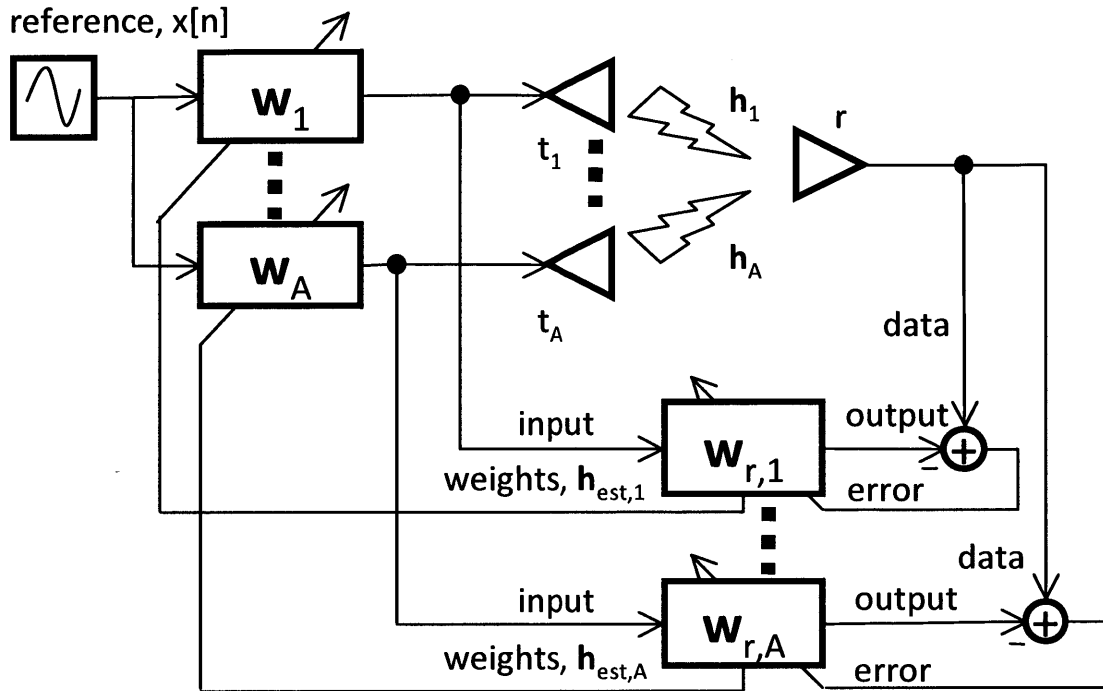 reference, x[n]
w1
h1
r
t1
wA
hA
tA
data
input
output
wr,1
weights, hest,1
error
data
input
output
wr,A
weights, hest,A
error